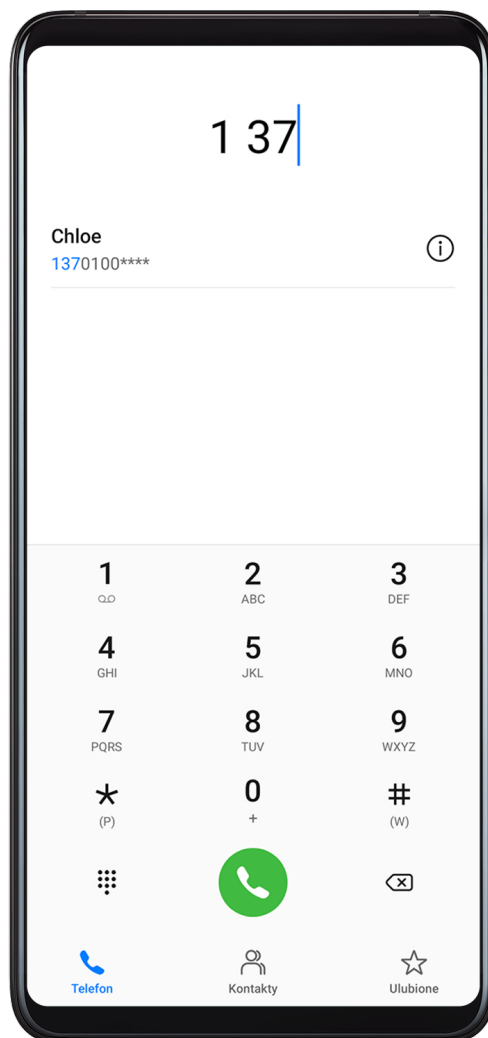 1 37
Chloe
1370100****
1 2 3
ABC DEF
4 5 6
GHI JKL MNO
7 8 9
PQRS TUV WXYZ
* 0 #
(P) + (W)
Telefon Kontakty Ulubione